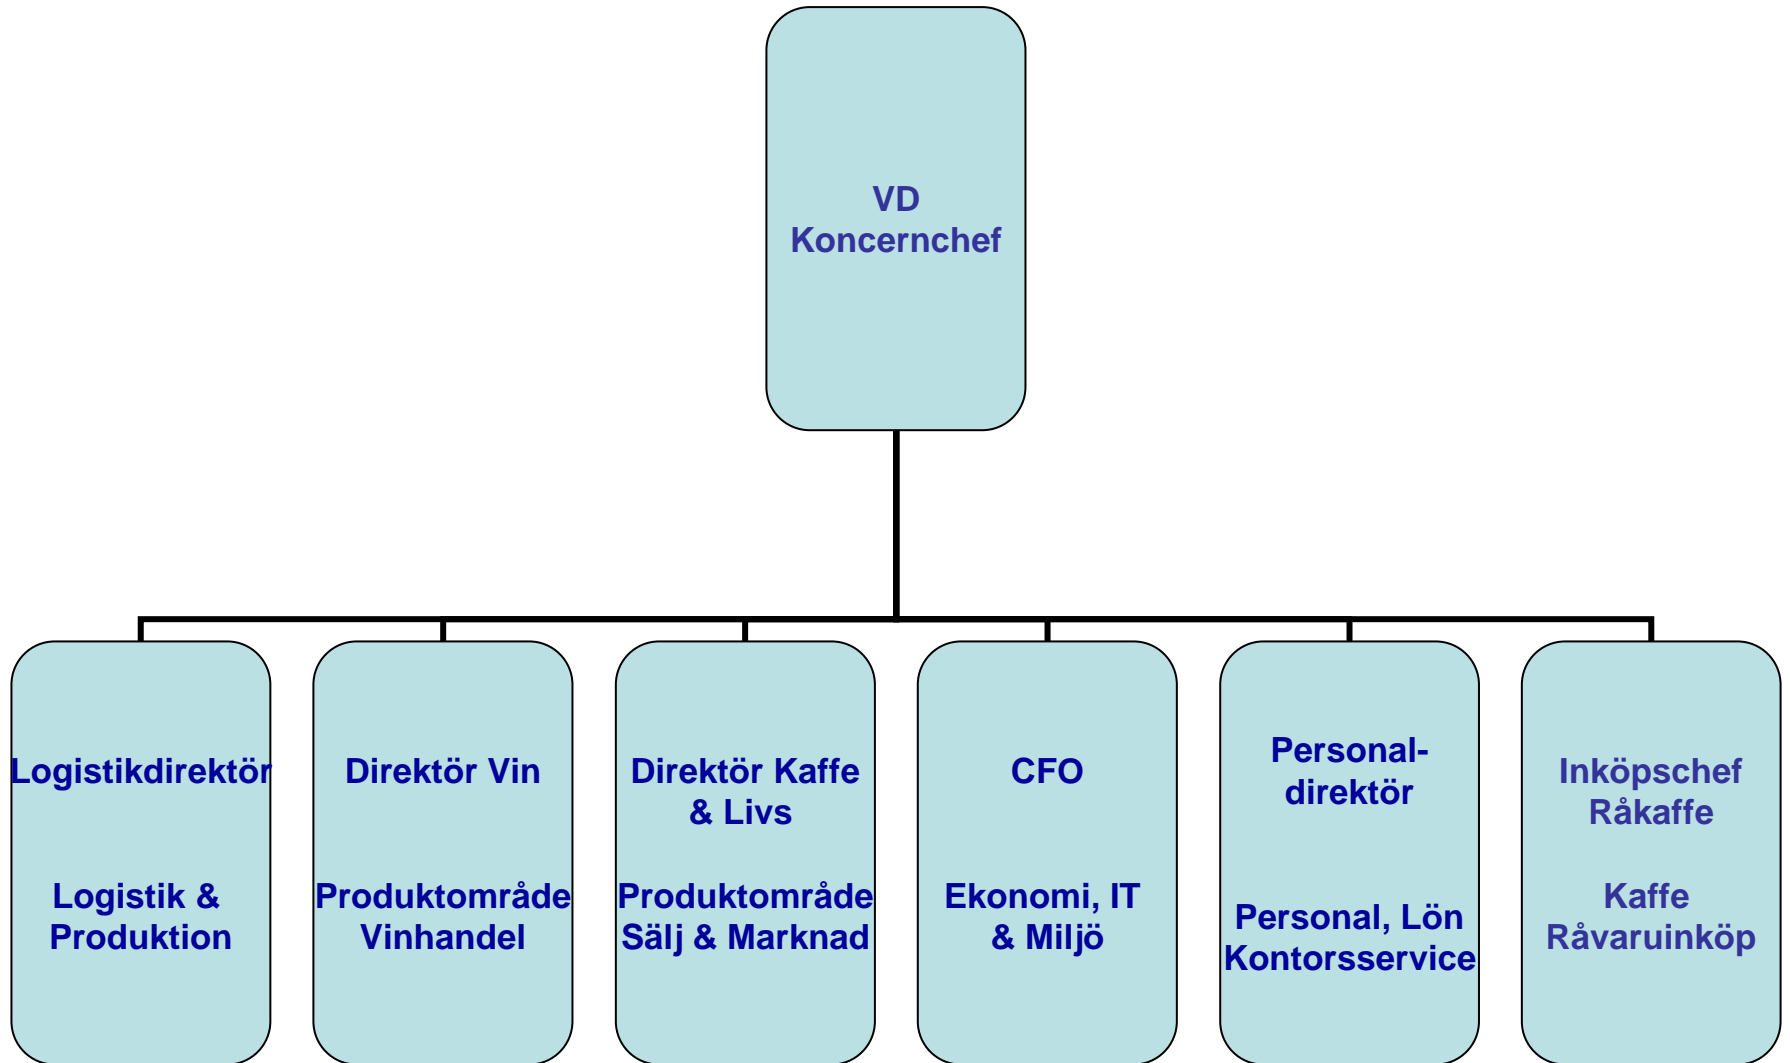 VD
Koncernchef
Logistikdirektör
Logistik &
Produktion
Direktör Vin
Produktområde
Vinhandel
Direktör Kaffe
& Livs
Produktområde
Sälj & Marknad
CFO
Ekonomi, IT
& Miljö
Personal-
direktör
Personal, Lön
Kontorsservice
Inköpschef
Råkaffe
Kaffe
Råvaruinköp